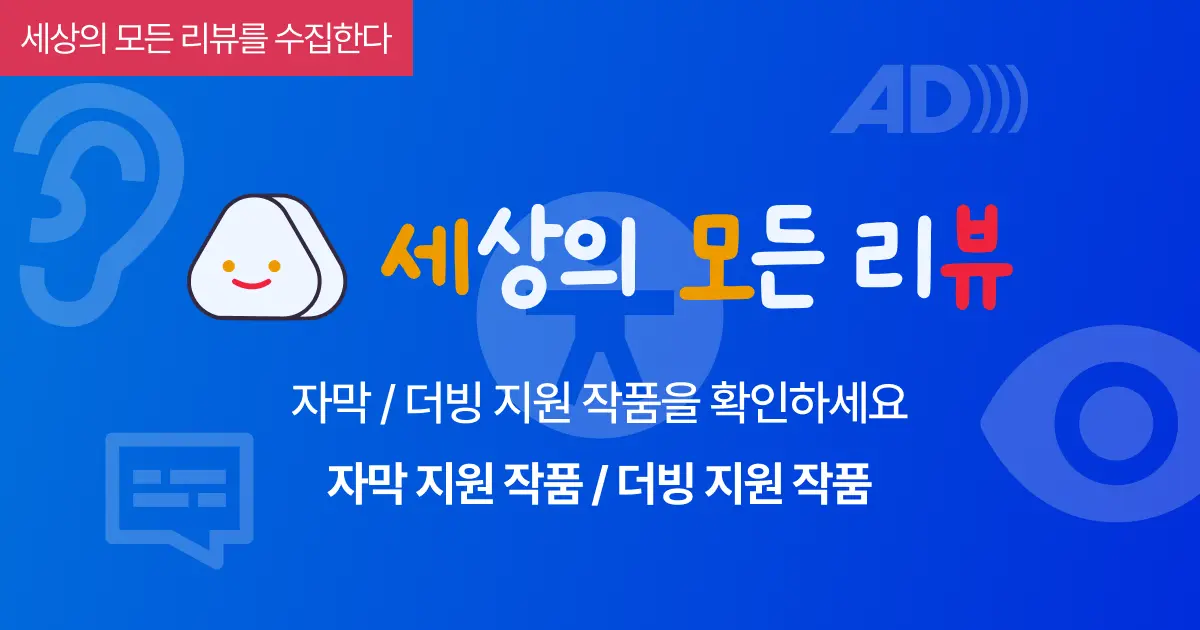 세상의 모든 리뷰를 수집한다
AD
세상의 모든 리뷰
자막 / 더빙 지원 작품을 확인하세요
자막 지원 작품 / 더빙 지원 작품